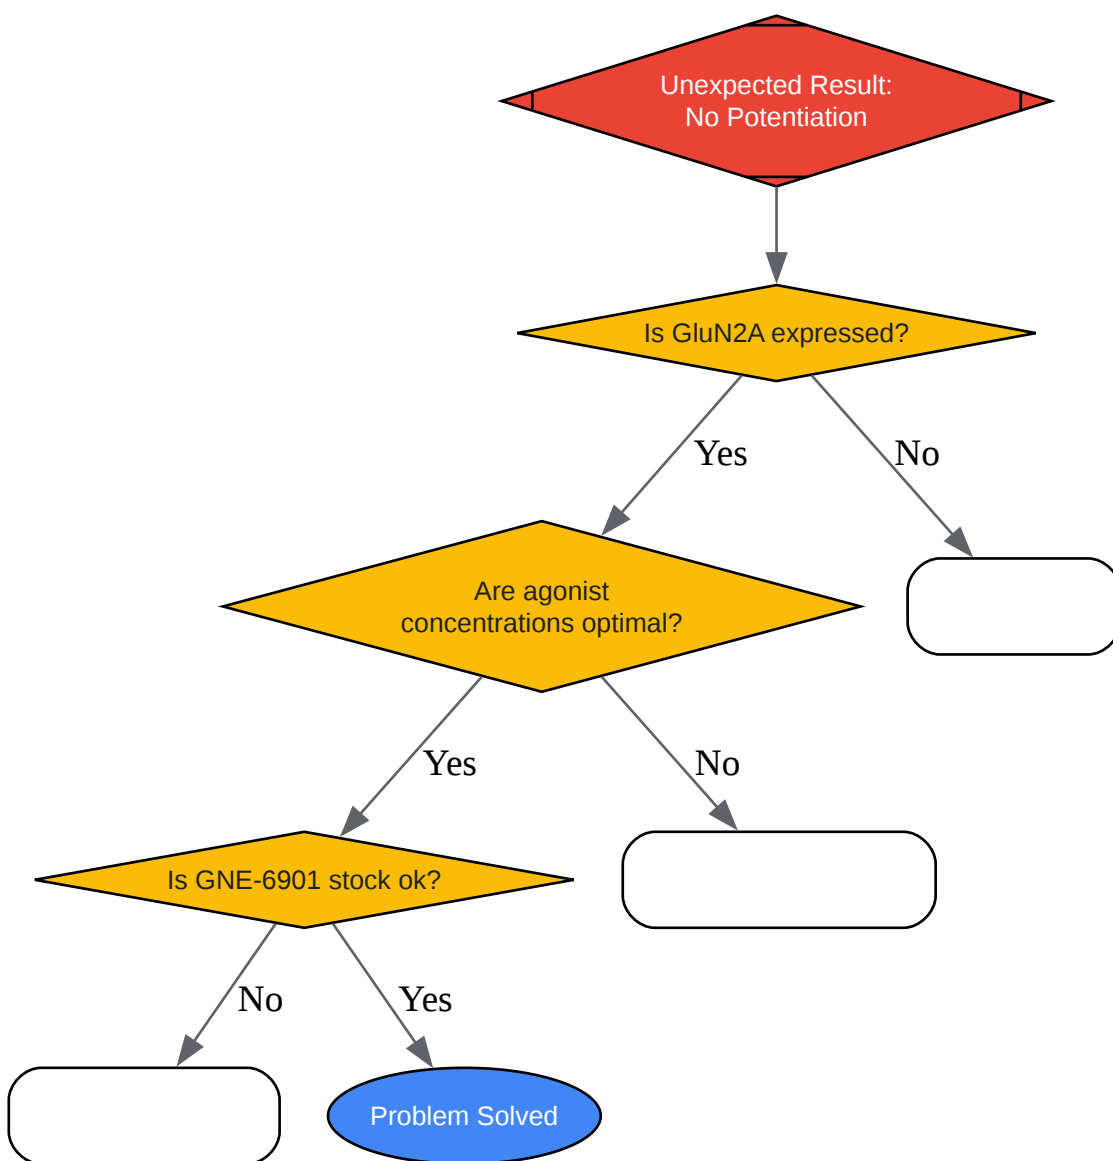 Unexpected Result:
No Potentiation
Is GluN2A expressed?
Yes
No
Are agonist
concentrations optimal?
Yes
No
Is GNE-6901 stock ok?
No
Yes
Problem Solved